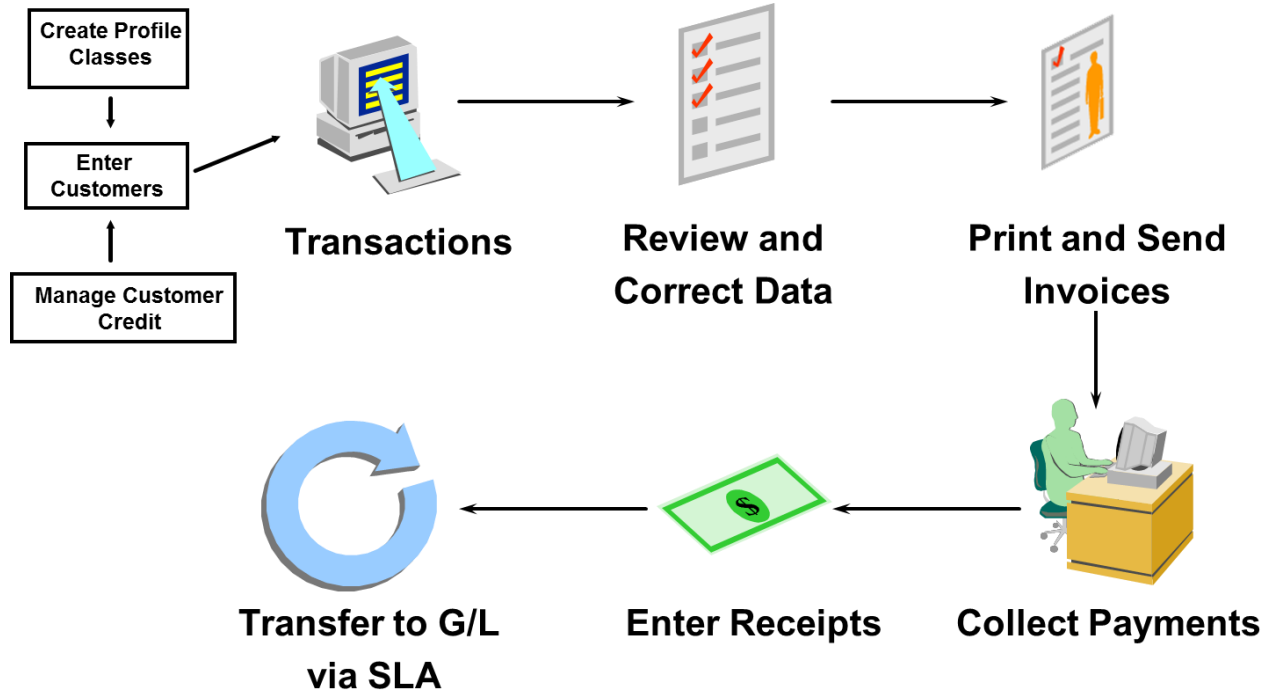 Create Profile
Classes
Enter
Customers
Manage Customer
Credit
Transactions
Review and
Correct Data
Print and Send
Invoices
$
Transfer to G/L
via SLA
Enter Receipts
Collect Payments